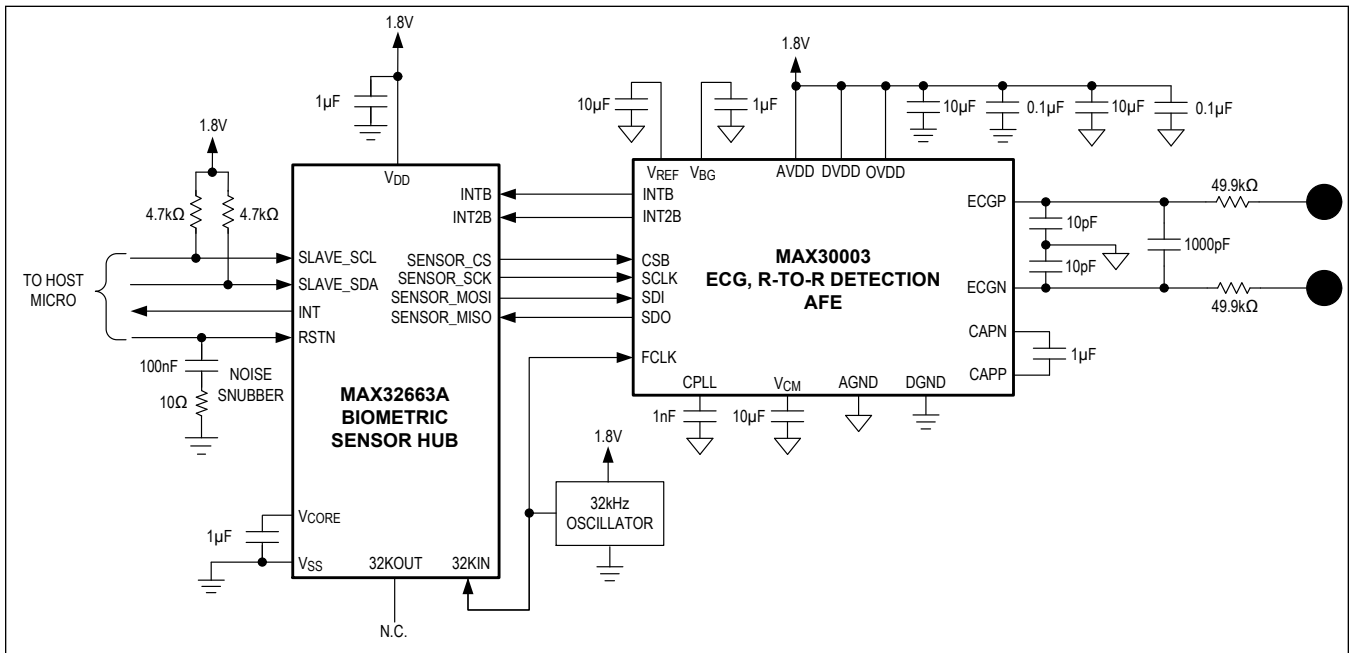 1.8V
1µF
1.8V
4.7kΩ
4.7kΩ
TO HOST
MICRO
VDD
INTB
INT2B
SENSOR_CS
SENSOR_SCK
SENSOR_MOSI
SENSOR_MISO
SLAVE_SCL
SLAVE_SDA
INT
RSTN
100nF
10Ω
NOISE
SNUBBER
MAX32663A
BIOMETRIC
SENSOR HUB
VCORE
1µF
VSS
32KOUT
32KIN
N.C.
1.8V
32kHz
OSCILLATOR
10µF
1µF
1.8V
10µF
0.1µF
10µF
0.1µF
VREF
VBG
AVDD
DVDD
OVDD
INTB
INT2B
CSB
SCLK
SDI
SDO
FCLK
MAX30003
ECG, R-TO-R DETECTION
AFE
ECGP
ECGN
CAPN
CAPP
CPLL
VCM
AGND
DGND
1nF
10µF
10pF
10pF
1000pF
49.9kΩ
49.9kΩ
1µF